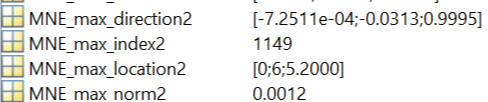 MNE_max_direction2 [-7.2511e-04;-0.0313;0.9995]
MNE_max_index2 1149
MNE_max_location2 [0;6;5.2000]
MNE_max_norm2 0.0012